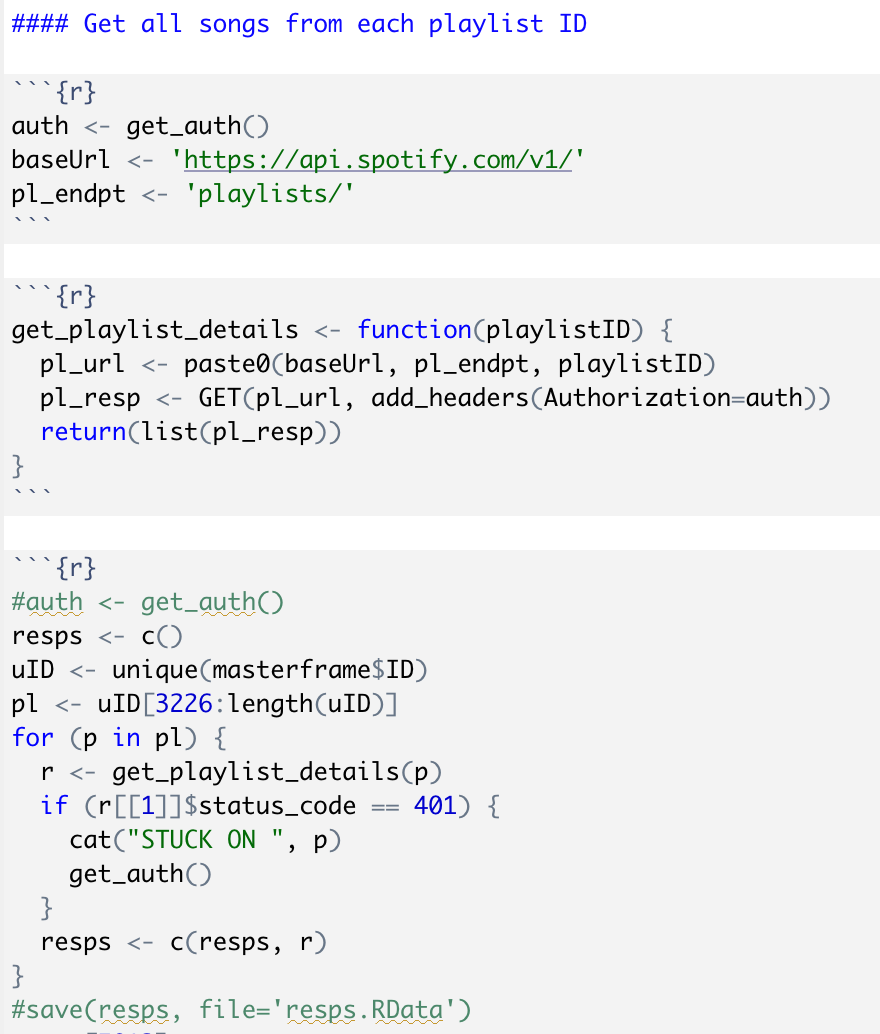 #### Get all songs from each playlist ID
```{r}
auth <- get_auth()
baseUrl <- 'https://api.spotify.com/v1/'
pl_endpt <- 'playlists/'
```
```{r}
get_playlist_details <- function(playlistID) {
  pl_url <- paste0(baseUrl, pl_endpt, playlistID)
  pl_resp <- GET(pl_url, add_headers(Authorization=auth))
  return(list(pl_resp))
}
```
```{r}
#auth <- get_auth()
resps <- c()
uID <- unique(masterframe$ID)
pl <- uID[3226:length(uID)]
for (p in pl) {
  r <- get_playlist_details(p)
  if (r[[1]]$status_code == 401) {
    cat("STUCK ON ", p)
    get_auth()
  }
  resps <- c(resps, r)
}
#save(resps, file='resps.RData')